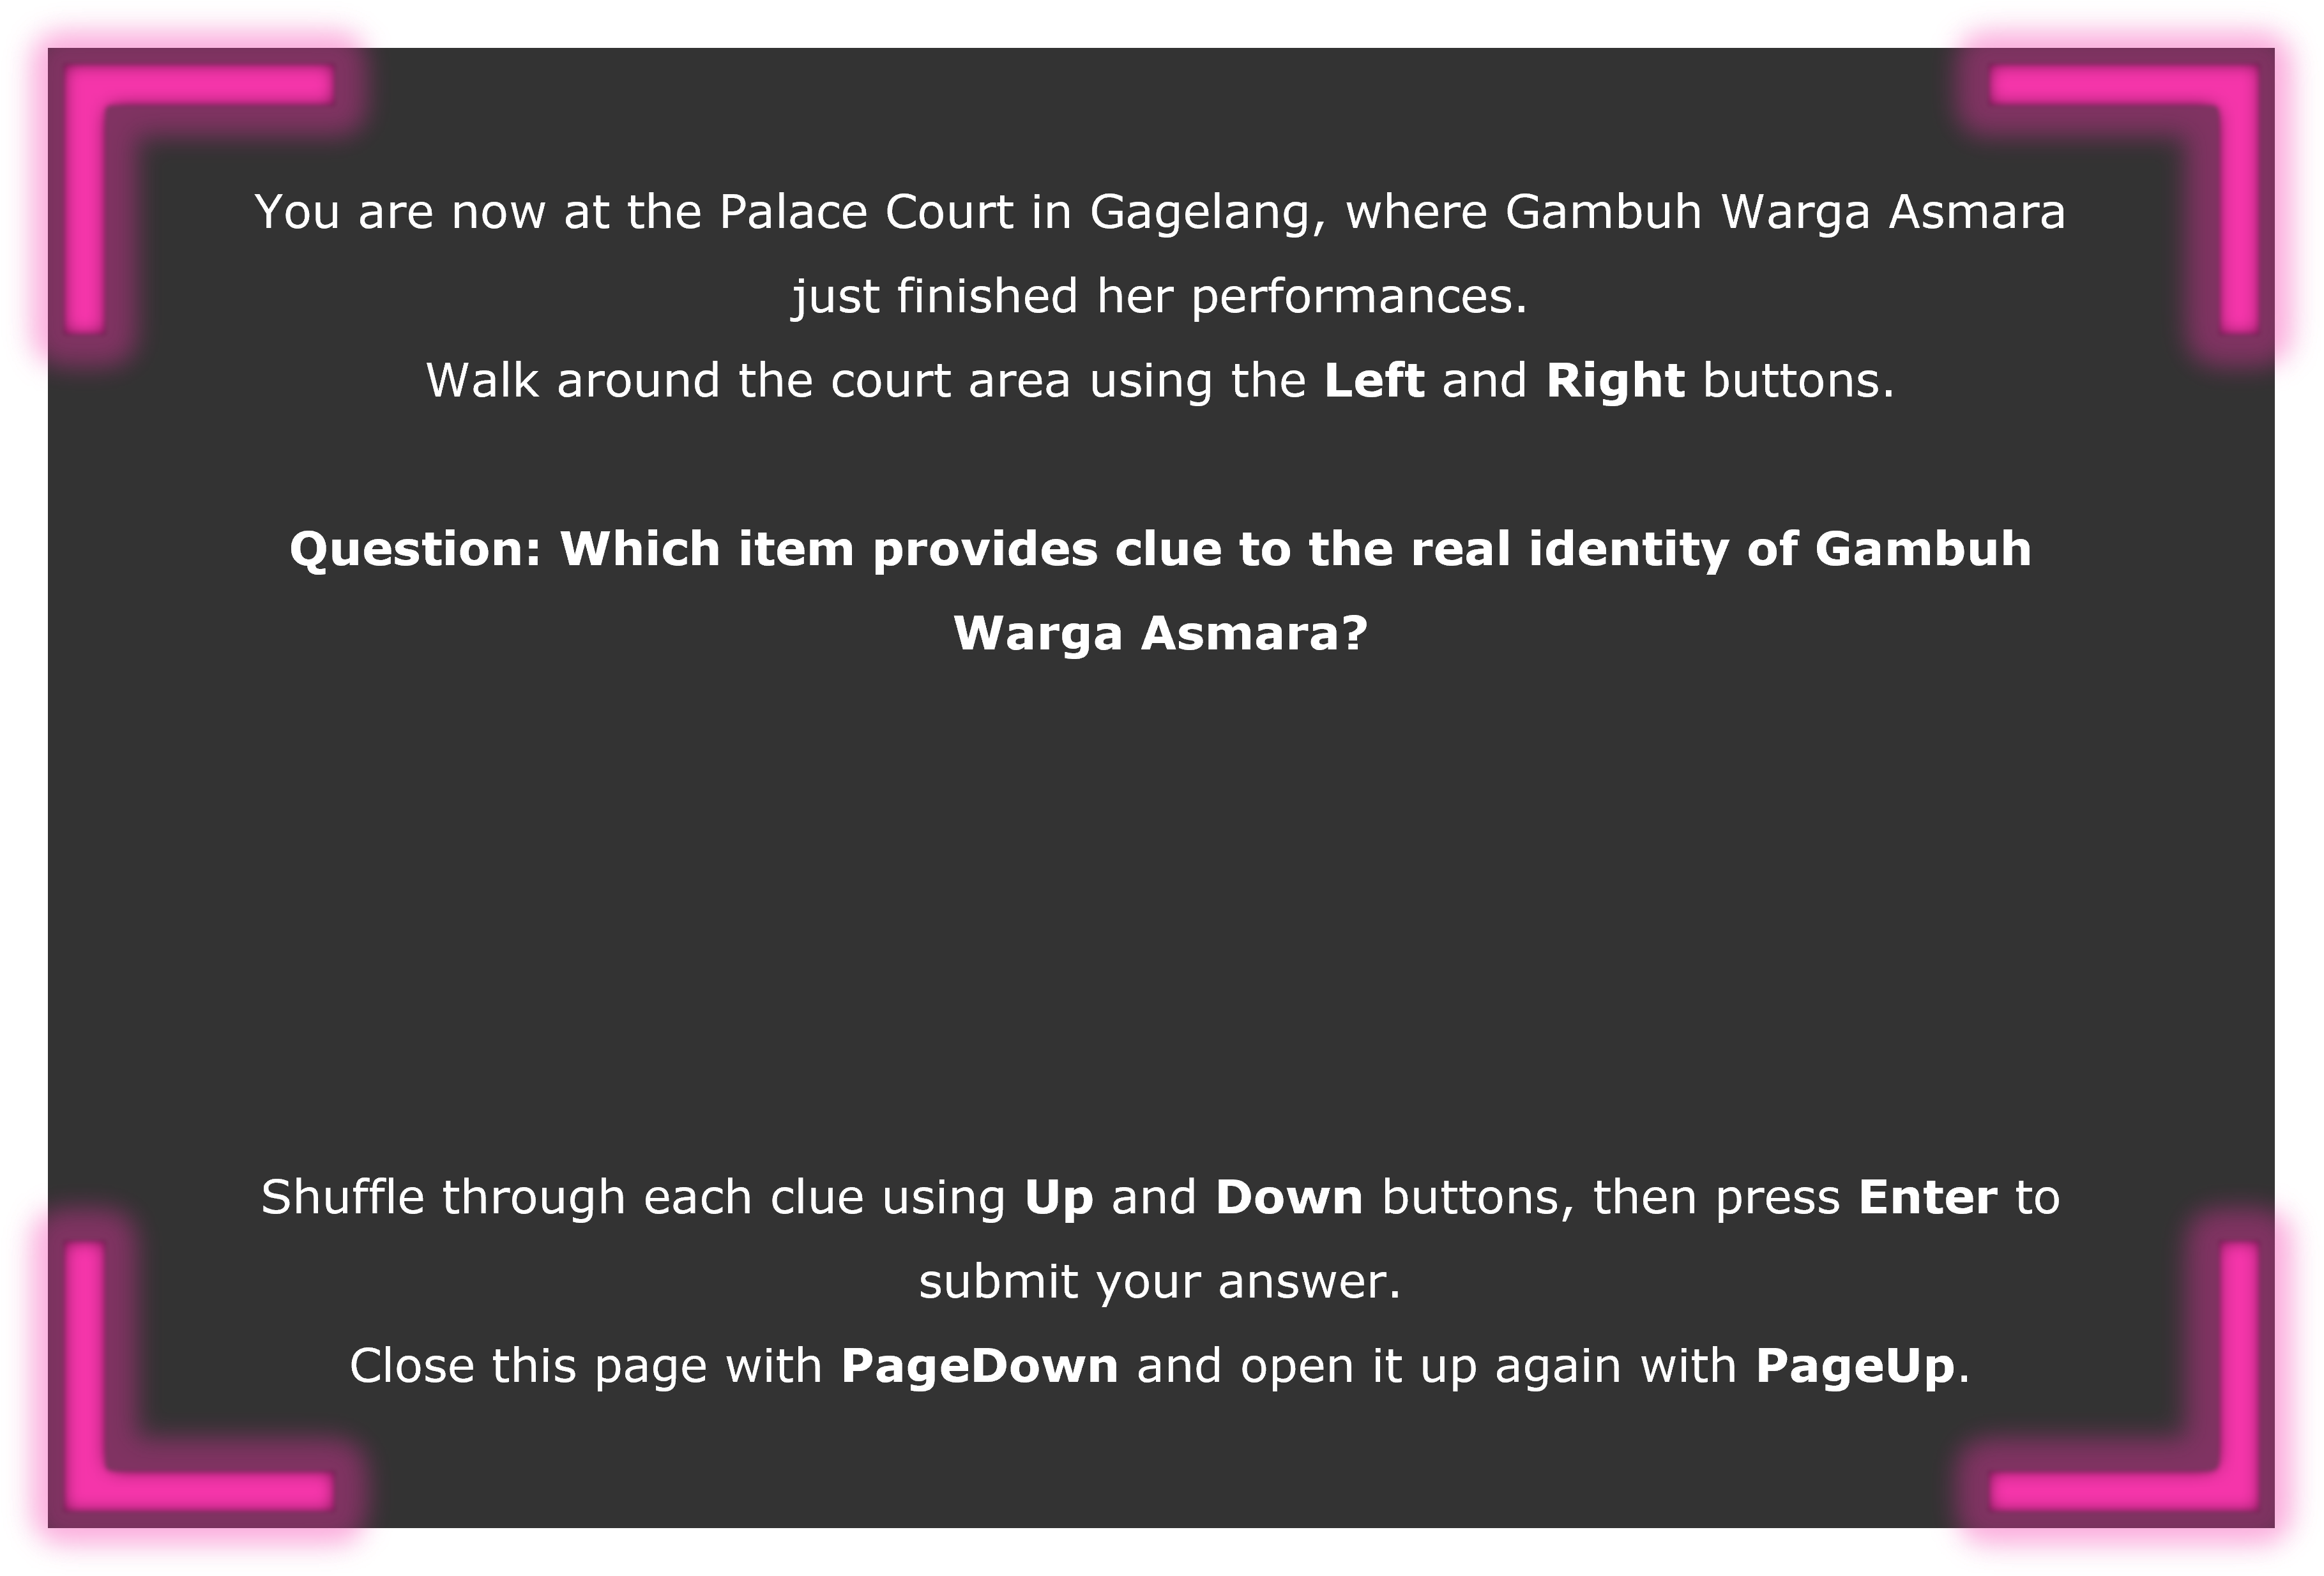 You are now at the Palace Court in Gagelang, where Gambuh Warga Asmara
just finished her performances.
Walk around the court area using the Left and Right buttons.
Question: Which item provides clue to the real identity of Gambuh
Warga Asmara?
Shuffle through each clue using Up and Down buttons, then press Enter to
submit your answer.
Close this page with PageDown and open it up again with PageUp.